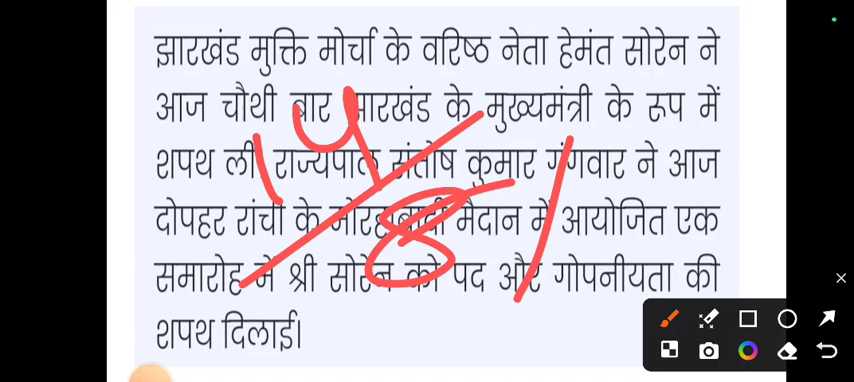 झारखंड मुक्ति मोर्चा के वरिष्ठ नेता हेमंत सोरेन ने
आज चौथी बार झारखंड के मुख्यमंत्री के रूप में
शपथ ली राज्यपाल संतोष कुमार गंगवार ने आज
दोपहर रांची के मोरहाबादी मैदान में आयोजित एक
समारोह में श्री सोरेन को पद और गोपनीयता की
शपथ दिलाई।